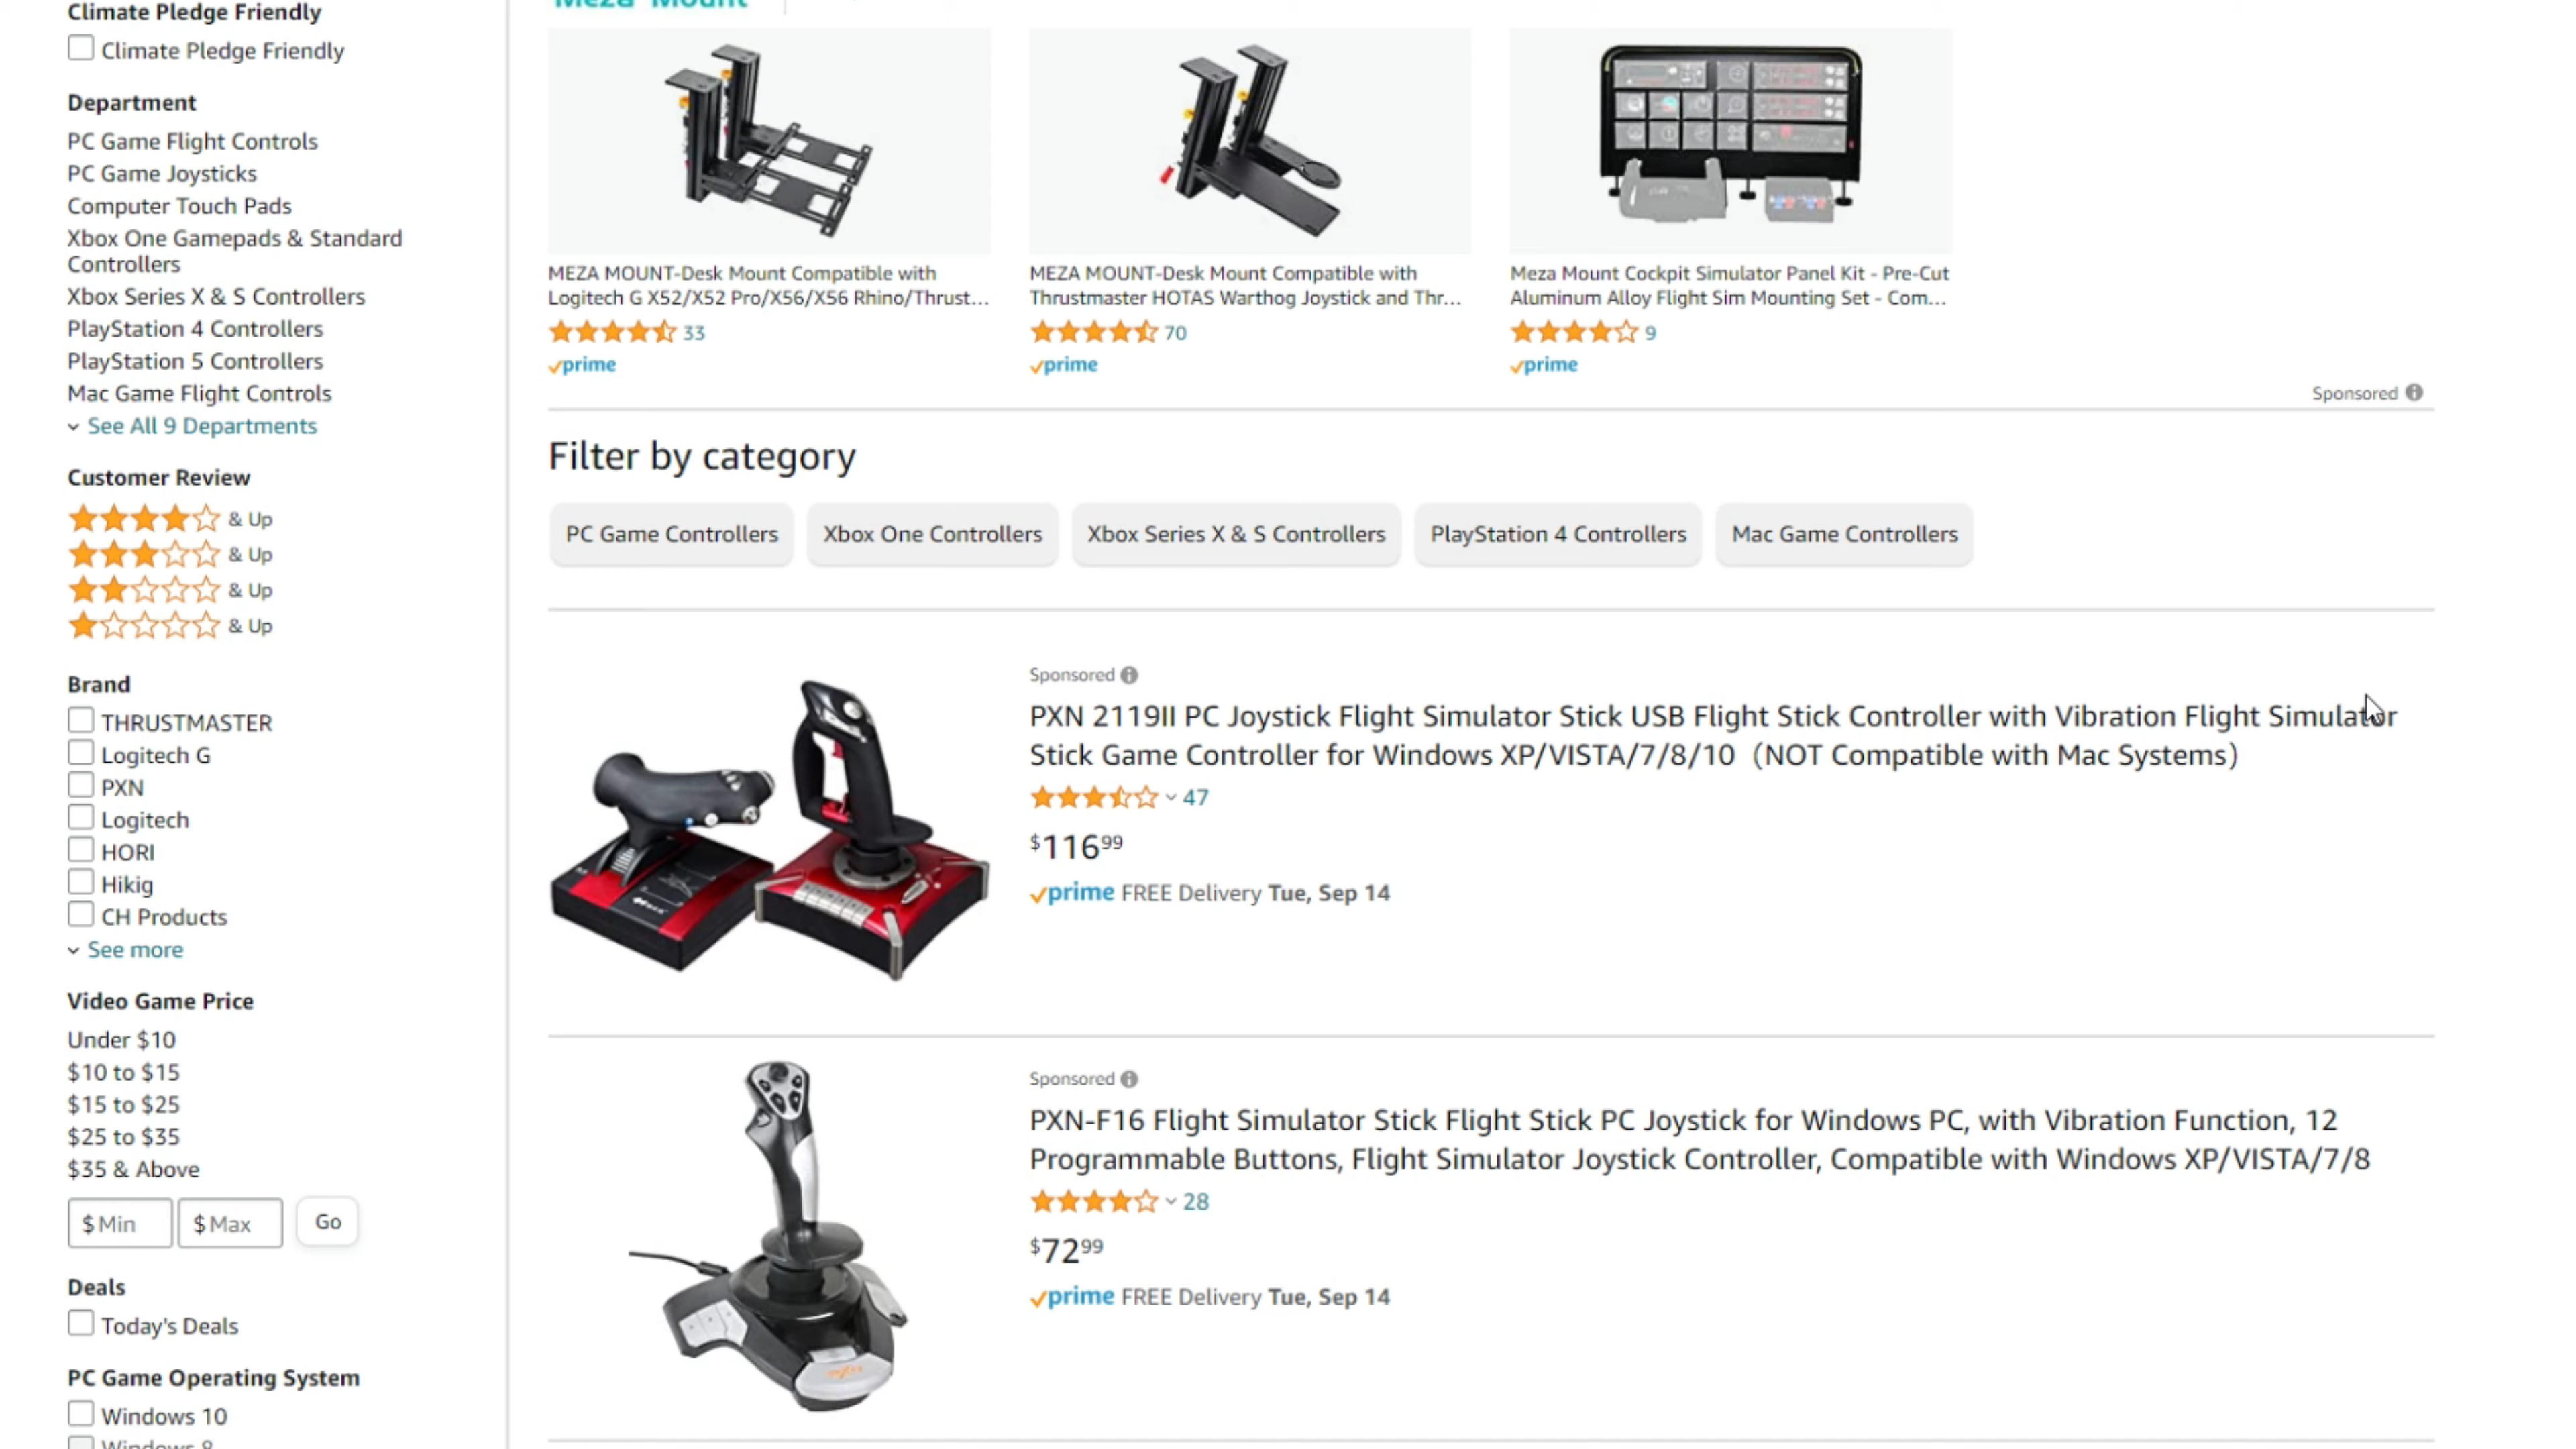 Climate Pledge Friendly
Climate Pledge Friendly
Department
PC Game Flight Controls
PC Game Joysticks
Computer Touch Pads
Xbox One Gamepads & Standard
Controllers
Xbox Series X & S Controllers
PlayStation 4 Controllers
PlayStation 5 Controllers
Mac Game Flight Controls
See All 9 Departments
Customer Review
& Up
& Up
& Up
& Up
Brand
THRUSTMASTER
Logitech G
PXN
Logitech
HORI
Hikig
CH Products
See more
Video Game Price
Under $10
$10 to $15
$15 to $25
$25 to $35
$35 & Above
$ Min $ Max Go
Deals
Today's Deals
PC Game Operating System
Windows 10
Windows 8
Meza Mount
MEZA MOUNT-Desk Mount Compatible with
Logitech G X52/X52 Pro/X56/X56 Rhino/Thrust...
33
prime
MEZA MOUNT-Desk Mount Compatible with
Thrustmaster HOTAS Warthog Joystick and Thr...
70
prime
Meza Mount Cockpit Simulator Panel Kit - Pre-Cut
Aluminum Alloy Flight Sim Mounting Set - Com...
9
prime
Sponsored
Filter by category
PC Game Controllers
Xbox One Controllers
Xbox Series X & S Controllers
PlayStation 4 Controllers
Mac Game Controllers
Sponsored
PXN 2119II PC Joystick Flight Simulator Stick USB Flight Stick Controller with Vibration Flight Simulator
Stick Game Controller for Windows XP/VISTA/7/8/10（NOT Compatible with Mac Systems）
47
$116.99
prime FREE Delivery Tue, Sep 14
Sponsored
PXN-F16 Flight Simulator Stick Flight Stick PC Joystick for Windows PC, with Vibration Function, 12
Programmable Buttons, Flight Simulator Joystick Controller, Compatible with Windows XP/VISTA/7/8
28
$72.99
prime FREE Delivery Tue, Sep 14